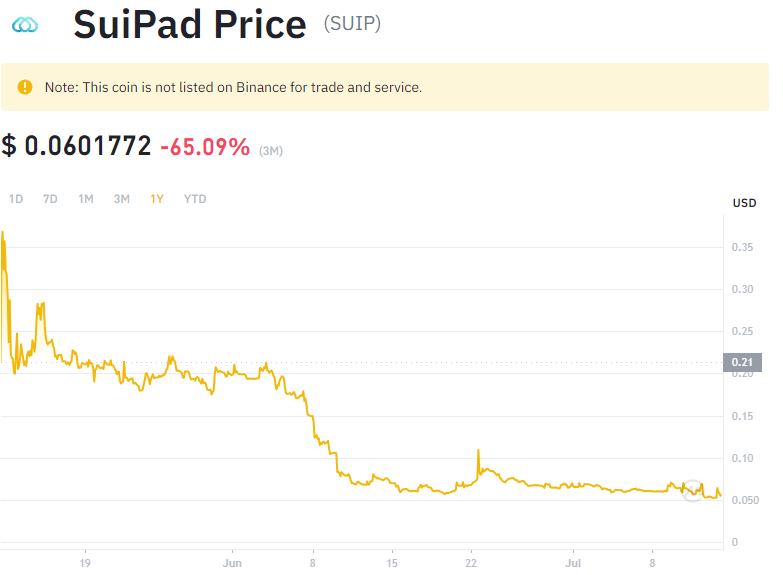 SuiPad Price (SUIP)
Note: This coin is not listed on Binance for trade and service.
$ 0.0601772 -65.09% (3M)
1D 7D 1M 3M 1Y YTD
USD
0.35
0.30
0.25
0.21
0.20
0.15
0.10
0.050
0
19 Jun 8 15 22 Jul 8